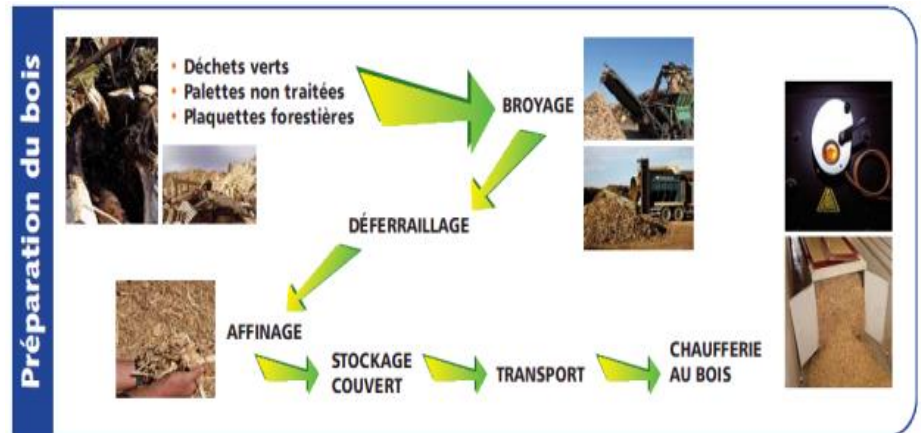 Préparation du bois
• Déchets verts
• Palettes non traitées
• Plaquettes forestières
BROYAGE
DÉFERRAILLAGE
AFFINAGE
STOCKAGE
COUVERT
TRANSPORT
CHAUFFERIE
AU BOIS